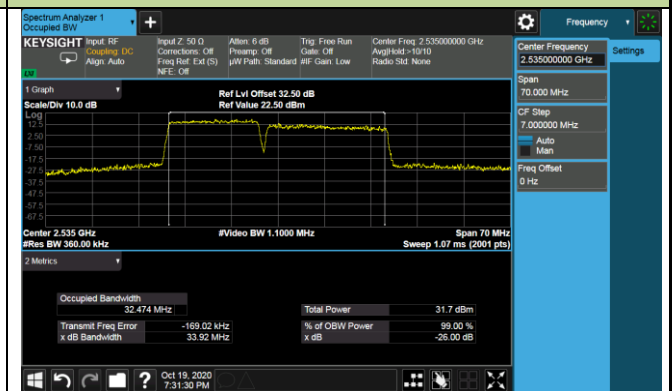 Spectrum Analyzer 1
Occupied BW
+
Frequency
KEYSIGHT
Input: RF
Coupling: DC
Align: Auto
Input Z: 50 Ω
Corrections: Off
Freq Ref: Ext (S)
NFE: Off
Atten: 6 dB
Preamp: Off
µW Path: Standard
Trig: Free Run
Gate: Off
#IF Gain: Low
Center Freq: 2.535000000 GHz
Avg|Hold:>10/10
Radio Std: None
Center Frequency
2.535000000 GHz
Settings
Span
70.000 MHz
CF Step
7.000000 MHz
Auto
Man
Freq Offset
0 Hz
1 Graph
Scale/Div 10.0 dB
Ref Lvl Offset 32.50 dB
Ref Value 22.50 dBm
Log
12.5
2.50
-7.50
-17.5
-27.5
-37.5
-47.5
-57.5
-67.5
Center 2.535 GHz
#Video BW 1.1000 MHz
Span 70 MHz
#Res BW 360.00 kHz
Sweep 1.07 ms (2001 pts)
2 Metrics
Occupied Bandwidth
32.474 MHz
Total Power 31.7 dBm
Transmit Freq Error -169.02 kHz
% of OBW Power 99.00 %
x dB Bandwidth 33.92 MHz
x dB -26.00 dB
?
Oct 19, 2020
7:31:30 PM